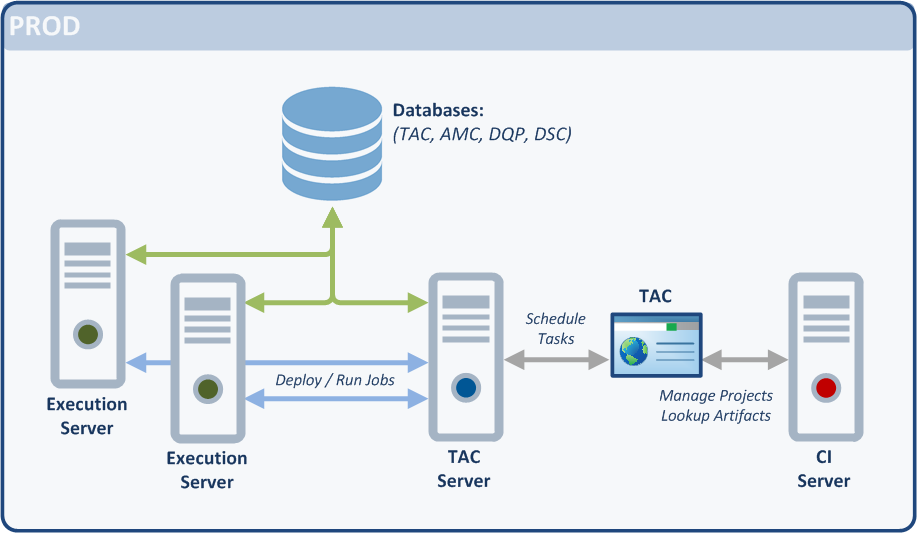 PROD
Databases:
(TAC, AMC, DQP, DSC)
TAC
Schedule
Tasks
Deploy / Run Jobs
Manage Projects
Lookup Artifacts
Execution
Server
Execution
Server
TAC
Server
CI
Server